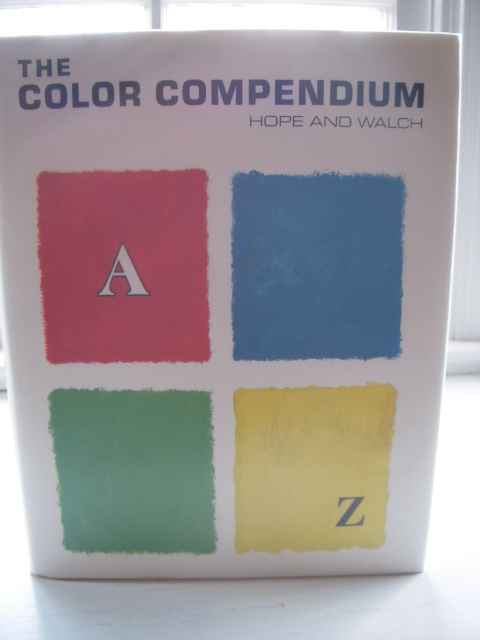 THE
COLOR COMPENDIUM
HOPE AND WALCH
A
Z